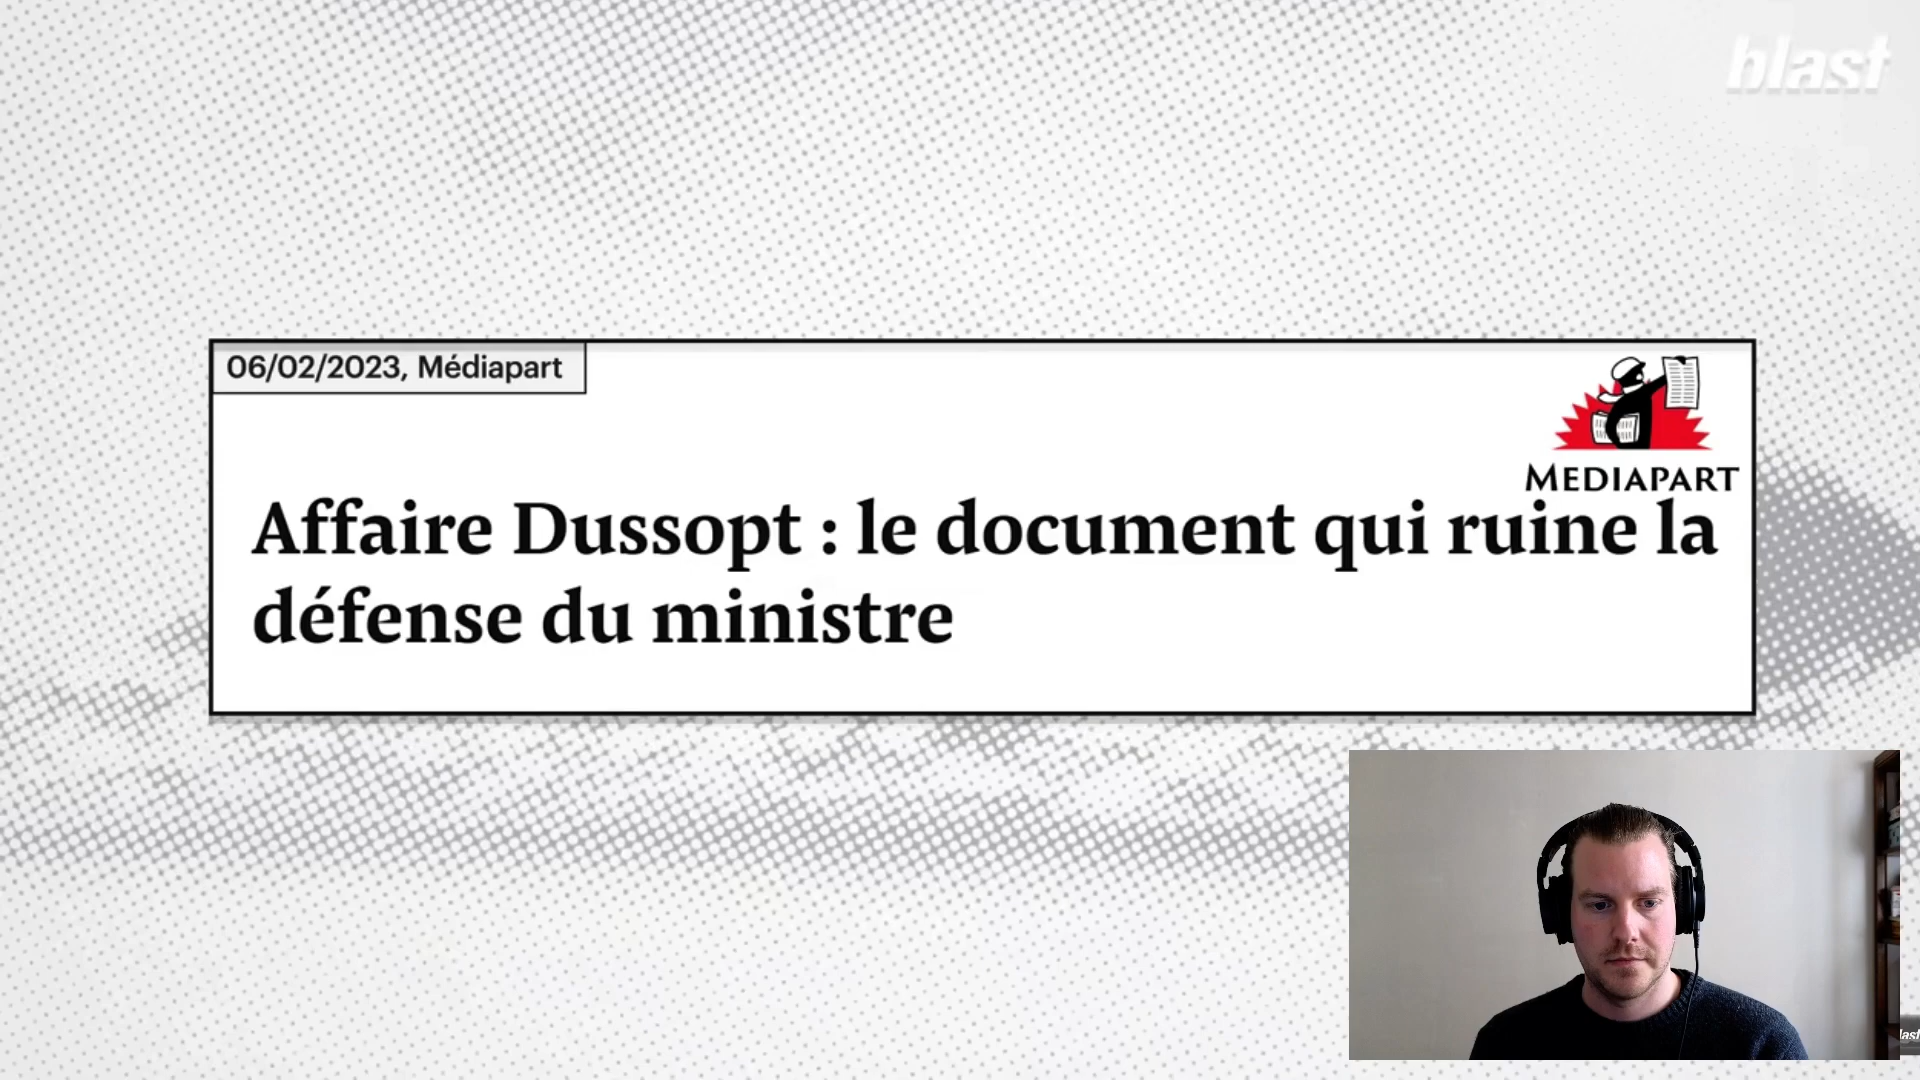 blast
06/02/2023, Médiapart
MEDIAPART
Affaire Dussopt : le document qui ruine la
défense du ministre